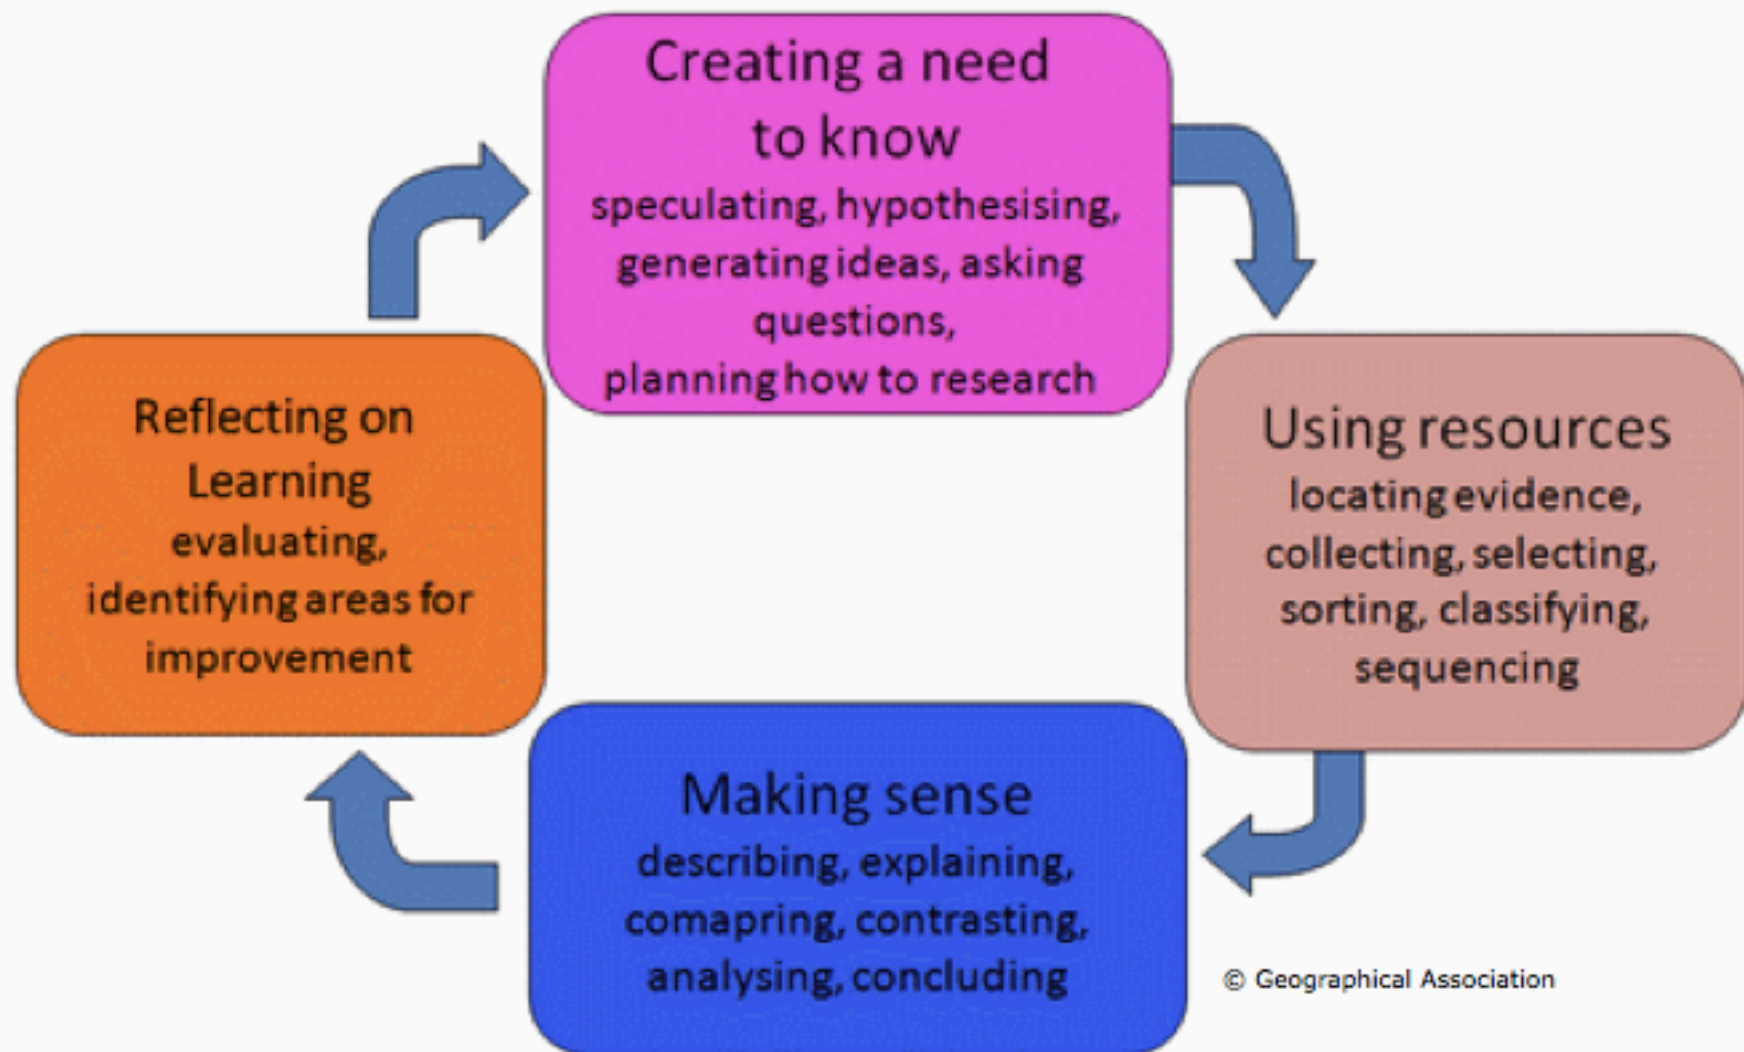 Creating a need
to know
speculating, hypothesising,
generating ideas, asking
questions,
planning how to research
Using resources
locating evidence,
collecting, selecting,
sorting, classifying,
sequencing
Making sense
describing, explaining,
comapring, contrasting,
analysing, concluding
Reflecting on
Learning
evaluating,
identifying areas for
improvement
© Geographical Association